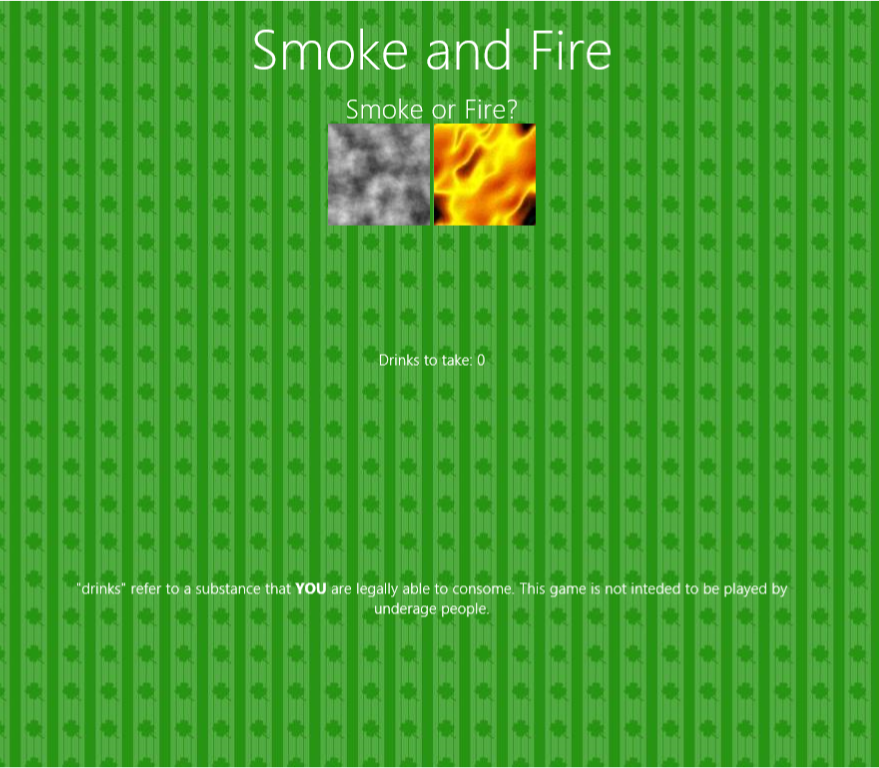 Smoke and Fire
Smoke or Fire?
Drinks to take: 0
"drinks" refer to a substance that YOU are legally able to consome. This game is not inteded to be played by
underage people.